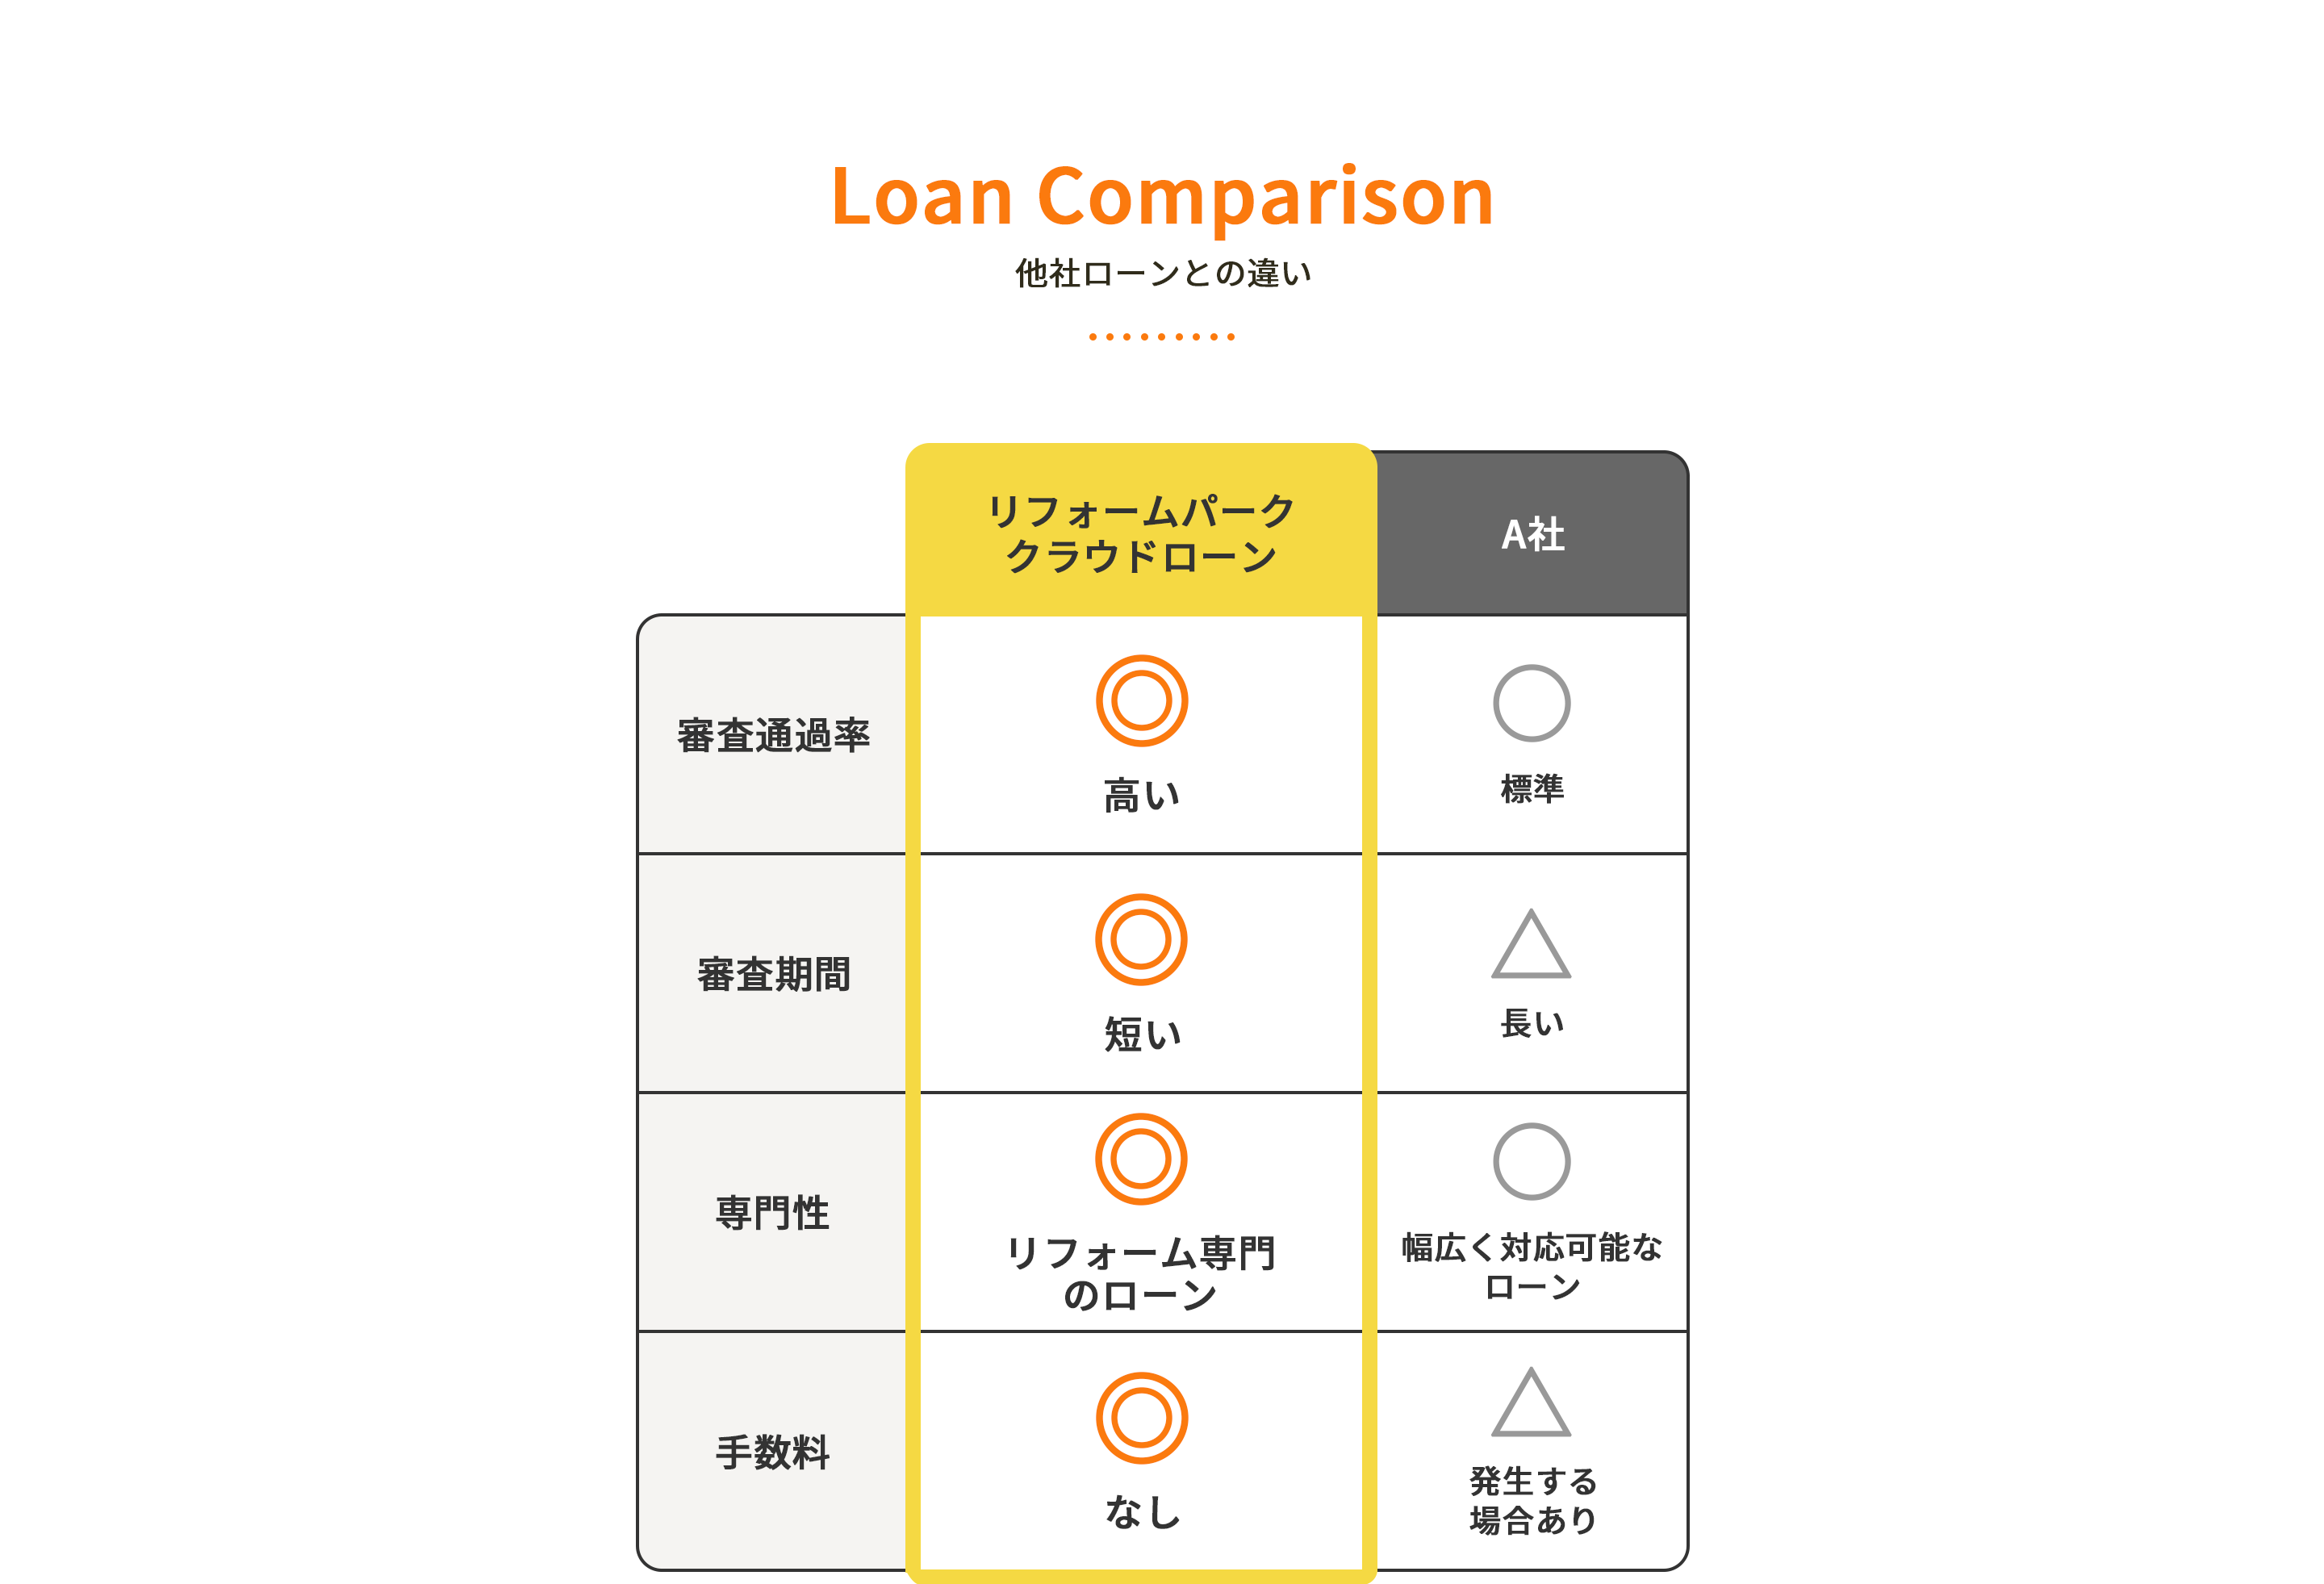 Loan Comparison
他社ローンとの違い
リフォームパーク
クラウドローン
A社
審査通過率
高い
標準
審査期間
短い
長い
専門性
リフォーム専門
のローン
幅広く対応可能な
ローン
手数料
なし
発生する
場合あり